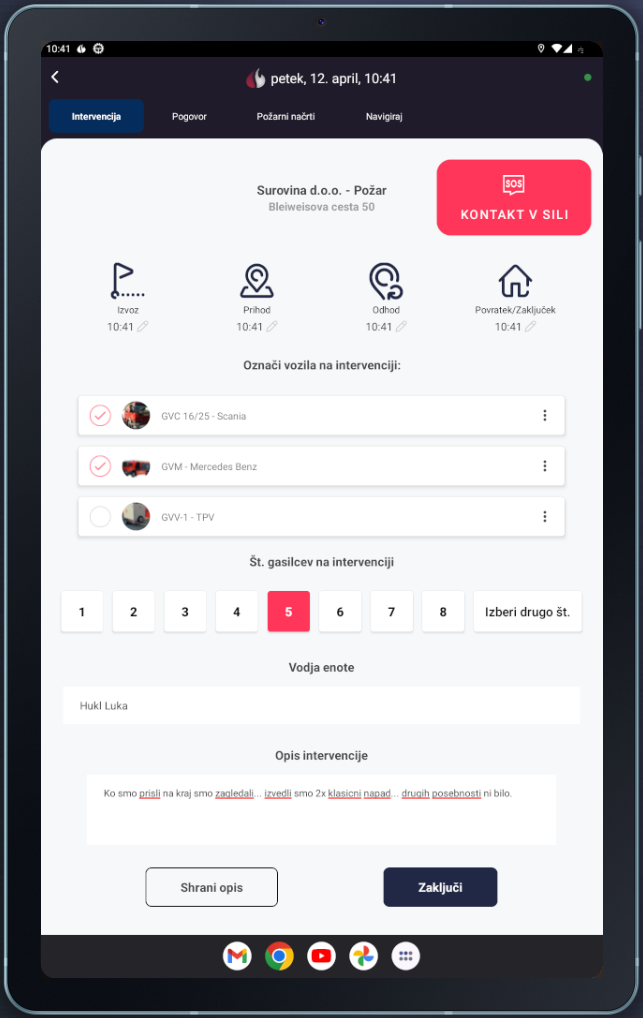 10:41
petek, 12. april, 10:41
Intervencija Pogovor Požarni načrti Navigiraj
Surovina d.o.o. - Požar
Bleiweisova cesta 50
SOS
KONTAKT V SILI
Izvoz Prihod Odhod Povratek/Zaključek
10:41 10:41 10:41 10:41
Označi vozila na intervenciji:
GVC 16/25 - Scania
GVM - Mercedes Benz
GVV-1 - TPV
Št. gasilcev na intervenciji
1 2 3 4 5 6 7 8 Izberi drugo št.
Vodja enote
Hukl Luka
Opis intervencije
Ko smo prisli na kraj smo zagledali... izvedli smo 2x klasicni napad... drugih posebnosti ni bilo.
Shrani opis Zaključi